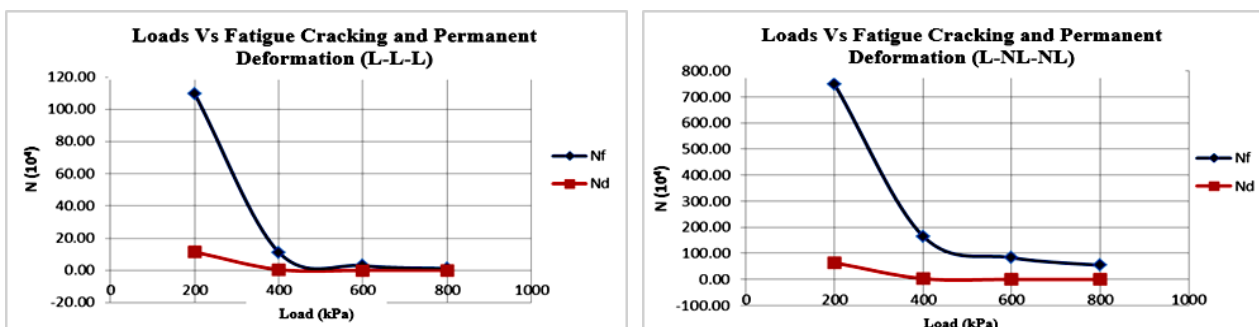 Loads Vs Fatigue Cracking and Permanent
Deformation (L-L-L)
120.00
100.00
80.00
60.00
40.00
20.00
0.00
-20.00
N (10⁴)
0 200 400 600 800 1000
Load (kPa)
Nf
Nd
Loads Vs Fatigue Cracking and Permanent
Deformation (L-NL-NL)
800.00
700.00
600.00
500.00
400.00
300.00
200.00
100.00
0.00
-100.00
N (10⁴)
0 200 400 600 800 1000
Load (kPa)
Nf
Nd